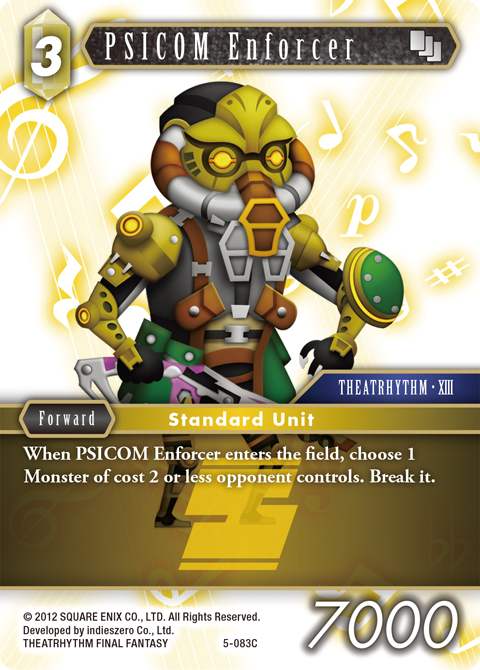 3
PSICOM Enforcer
p
THEATRHYTHM · XIII
Forward
Standard Unit
When PSICOM Enforcer enters the field, choose 1
Monster of cost 2 or less opponent controls. Break it.
© 2012 SQUARE ENIX CO., LTD. All Rights Reserved.
Developed by indieszero Co., Ltd.
THEATRHYTHM FINAL FANTASY
5-083C
7000